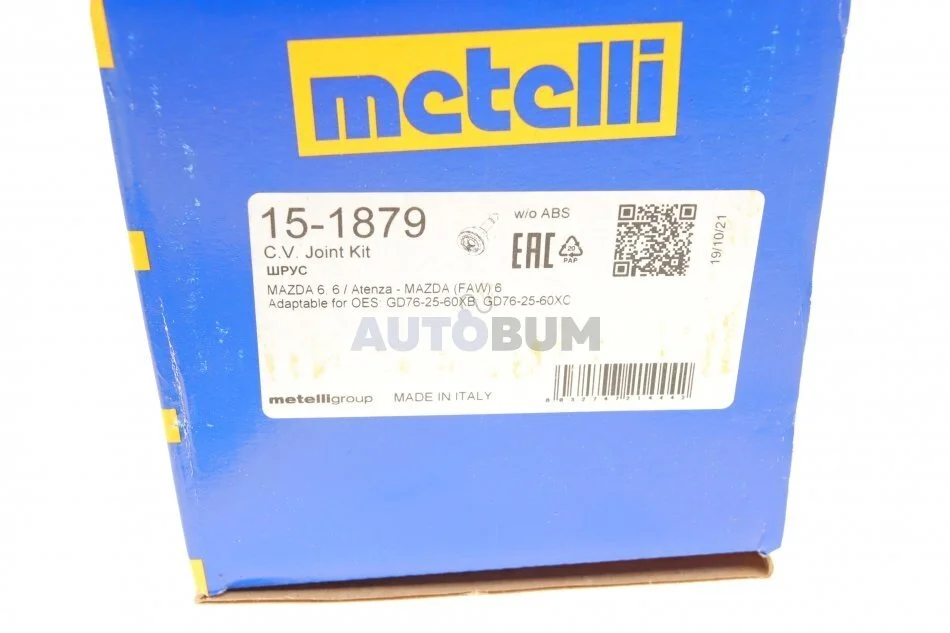 metelli
15-1879
w/o ABS
C.V. Joint Kit
ШРУС
EAC
20
PAP
19/10/21
MAZDA 6, 6 / Atenza - MAZDA (FAW) 6
Adaptable for OES: GD76-25-60XB, GD76-25-60XC
AUTOBUM
metelligroup MADE IN ITALY